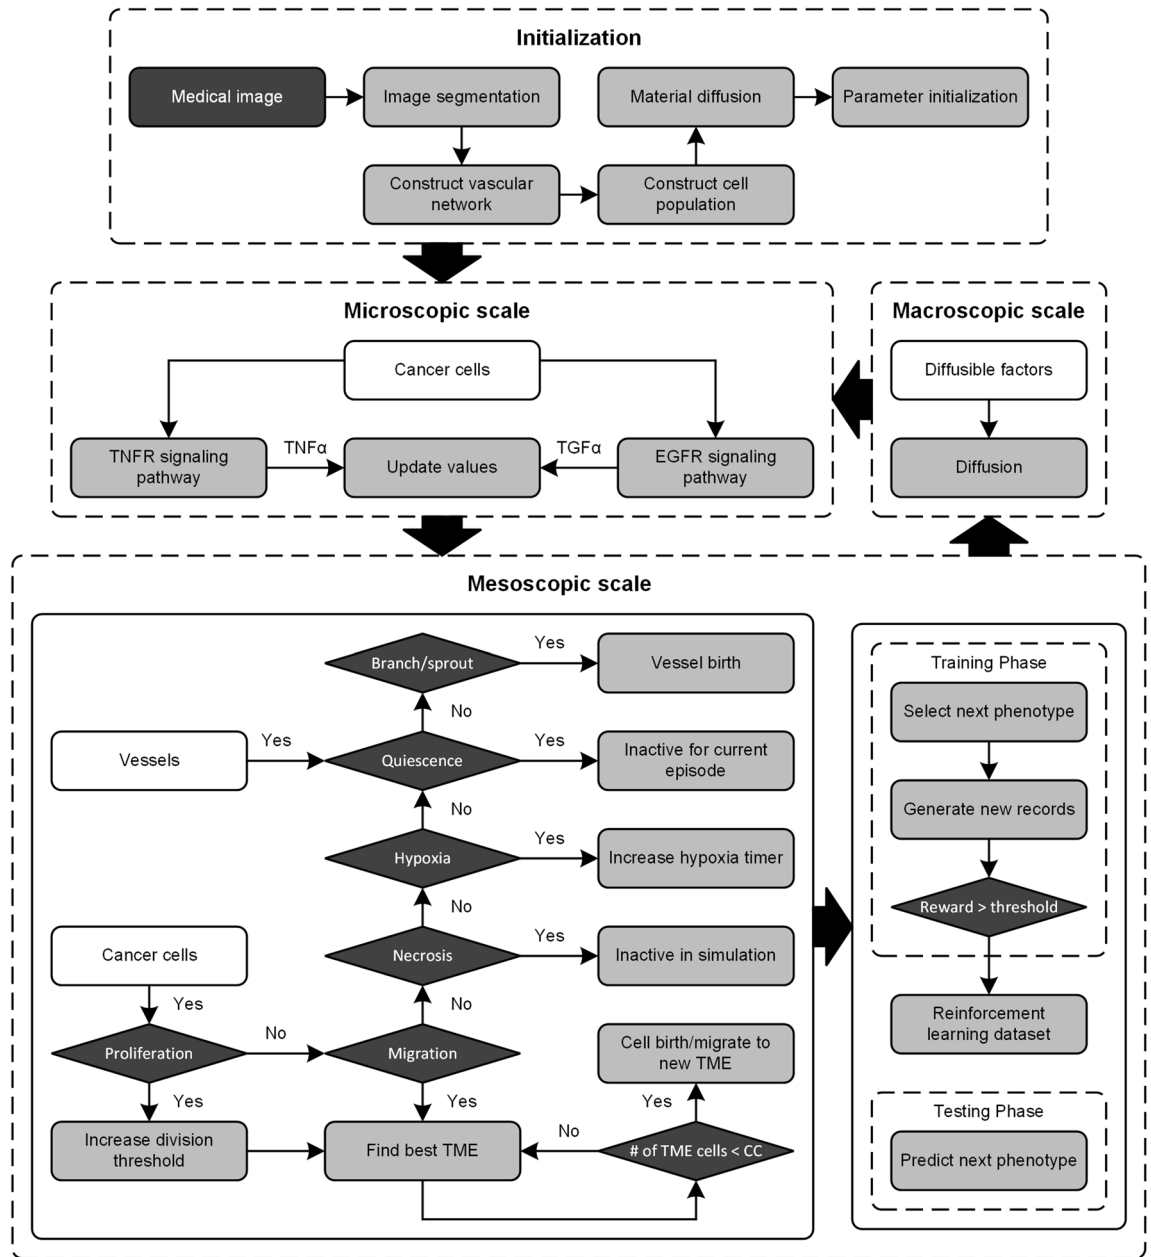 Initialization
Medical image
Image segmentation
Material diffusion
Parameter initialization
Construct vascular
network
Construct cell
population
Microscopic scale
Cancer cells
TNFR signaling
pathway
TNFα
Update values
TGFα
EGFR signaling
pathway
Macroscopic scale
Diffusible factors
Diffusion
Mesoscopic scale
Branch/sprout
Yes
Vessel birth
No
Vessels
Yes
Quiescence
Yes
Inactive for current
episode
No
Hypoxia
Yes
Increase hypoxia timer
No
Cancer cells
Necrosis
Yes
Inactive in simulation
Yes
No
Proliferation
No
Migration
Cell birth/migrate to
new TME
Yes
Yes
Yes
Increase division
threshold
Find best TME
No
# of TME cells < CC
Training Phase
Select next phenotype
Generate new records
Reward > threshold
Reinforcement
learning dataset
Testing Phase
Predict next phenotype